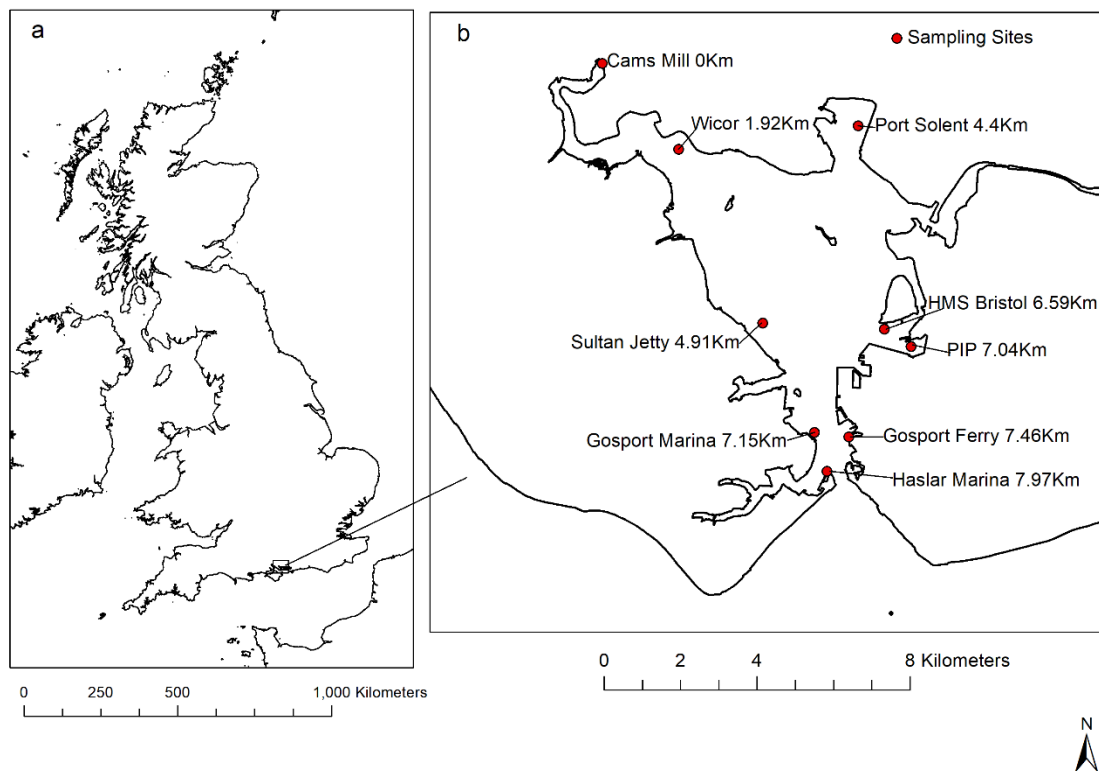 a
b
Sampling Sites
Cams Mill 0Km
Wicor 1.92Km
Port Solent 4.4Km
HMS Bristol 6.59Km
Sultan Jetty 4.91Km
PIP 7.04Km
Gosport Marina 7.15Km
Gosport Ferry 7.46Km
Haslar Marina 7.97Km
0 2 4 8 Kilometers
0 250 500 1,000 Kilometers
N